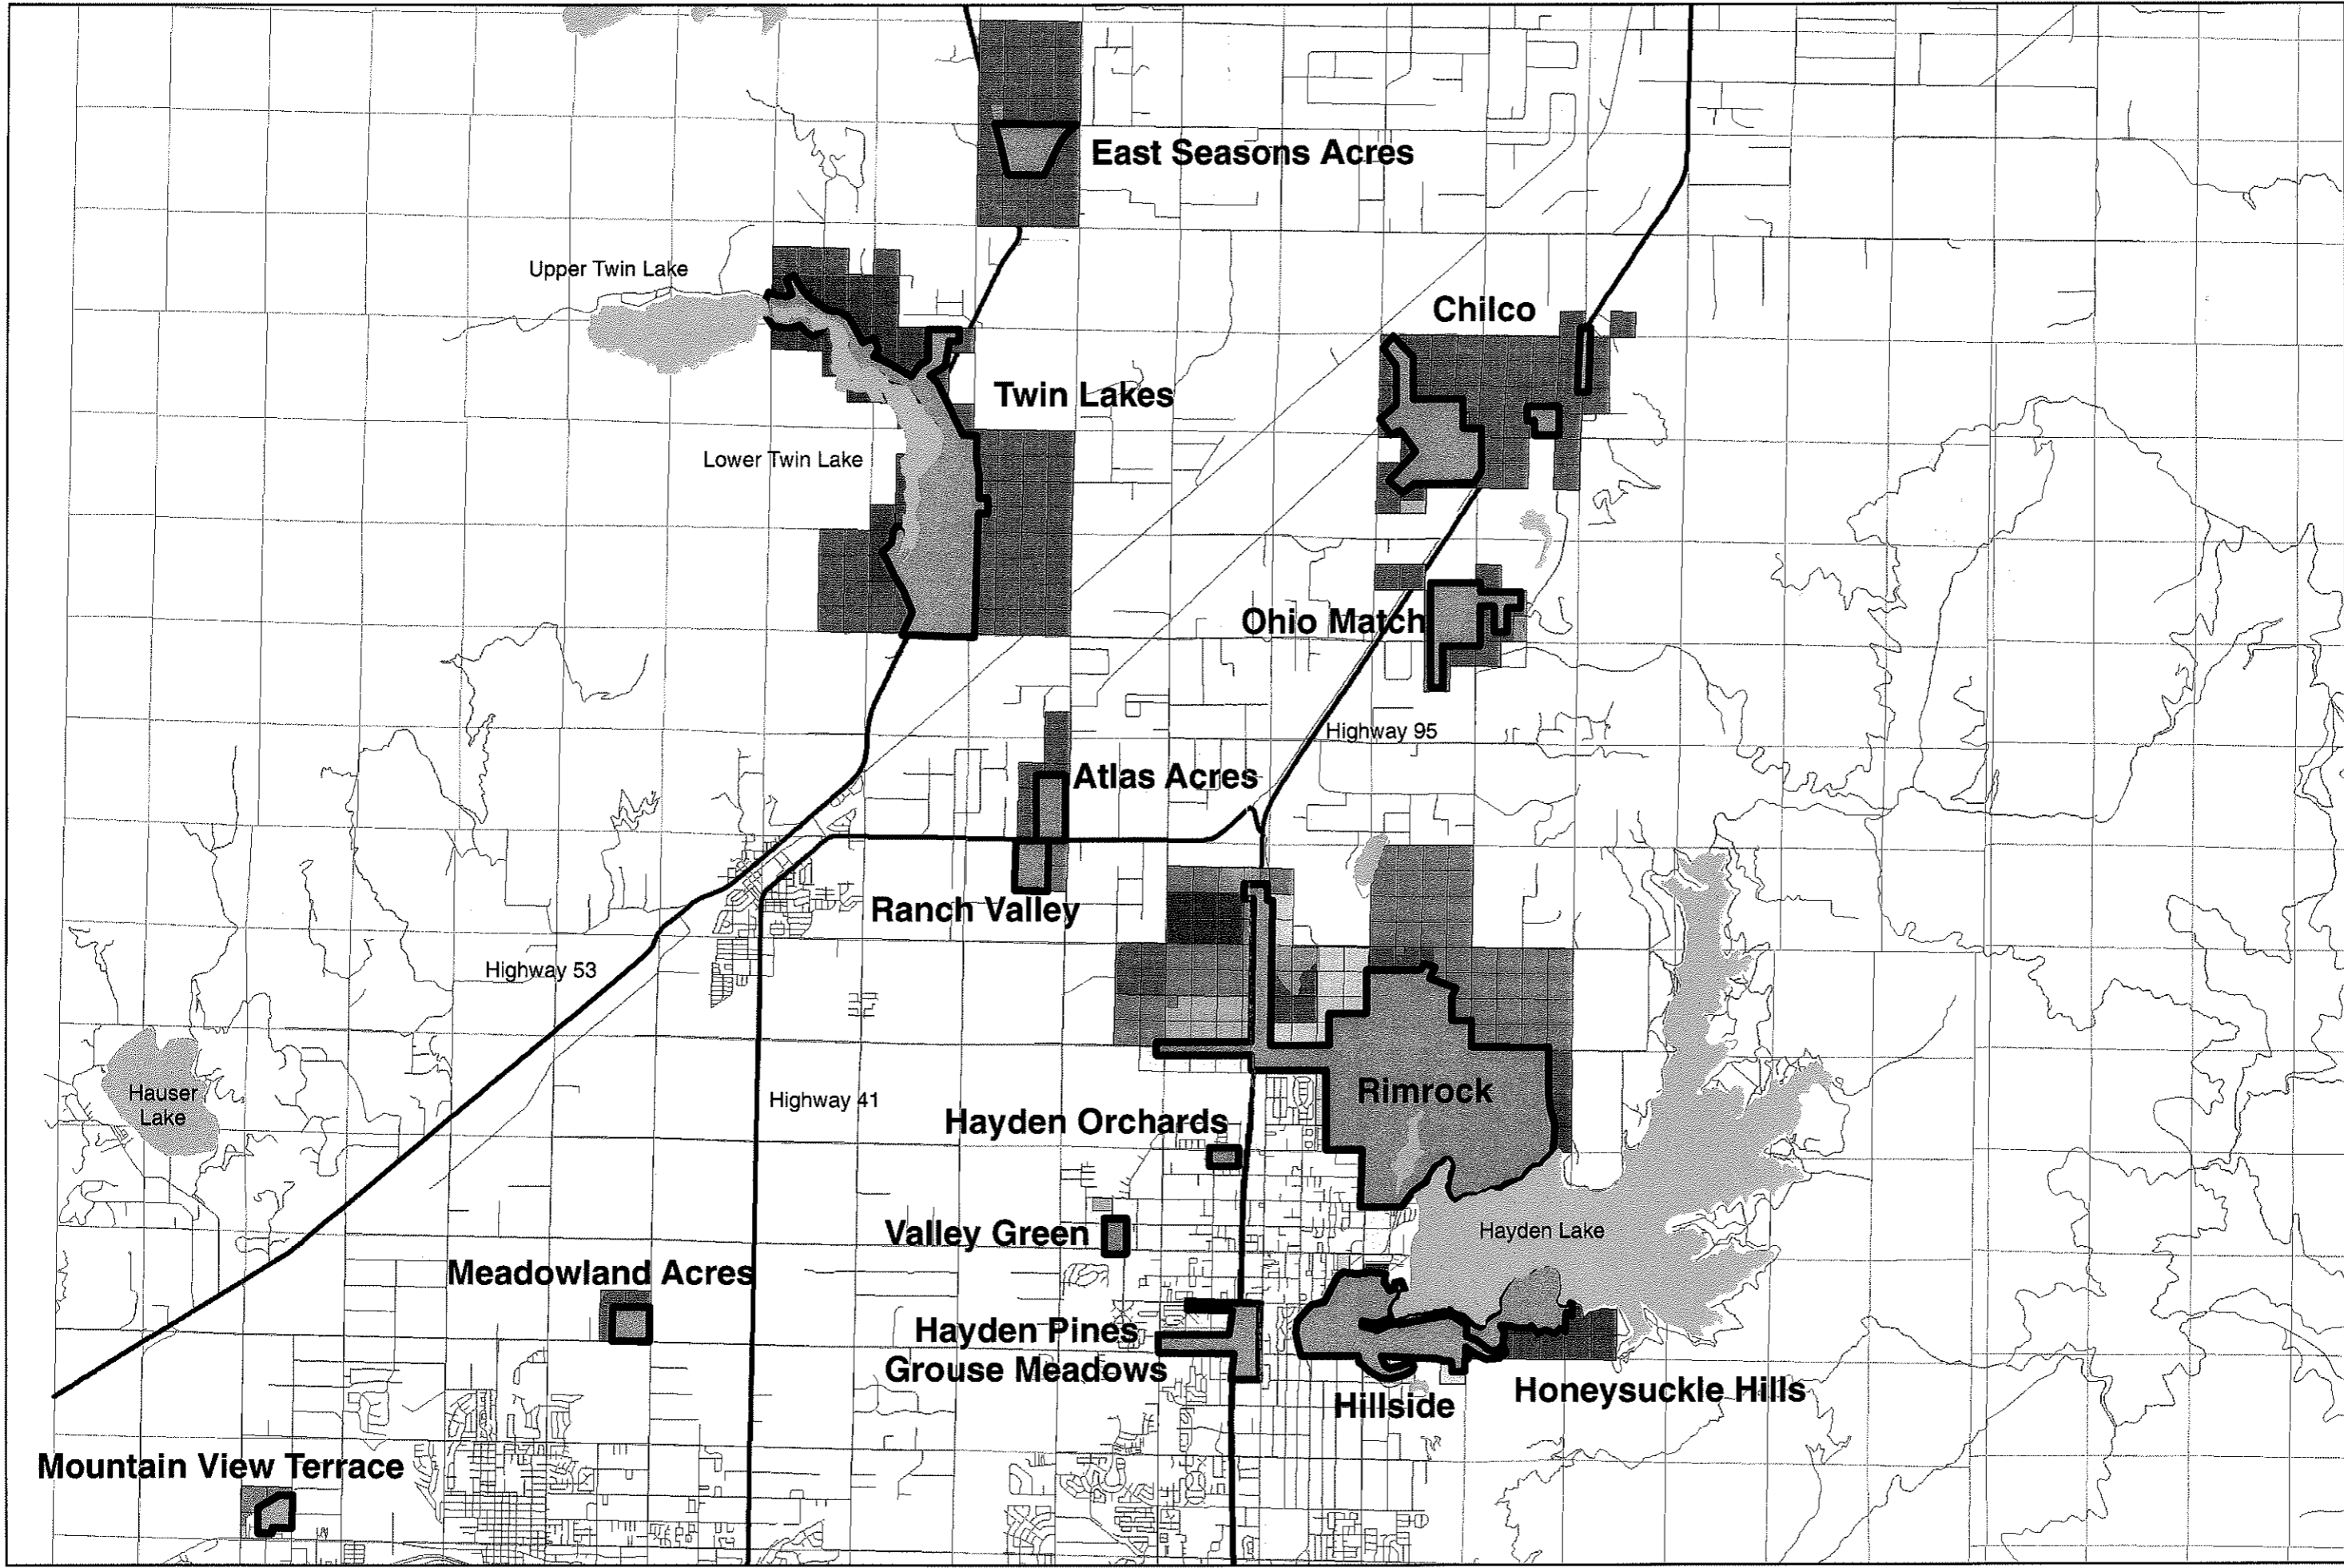 East Seasons Acres
Upper Twin Lake
Chilco
Twin Lakes
Lower Twin Lake
Ohio Match
Highway 95
Atlas Acres
Ranch Valley
Highway 53
Rimrock
Hauser
Lake
Highway 41
Hayden Orchards
Valley Green
Hayden Lake
Meadowland Acres
Hayden Pines
Grouse Meadows
Honeysuckle Hills
Hillside
Mountain View Terrace